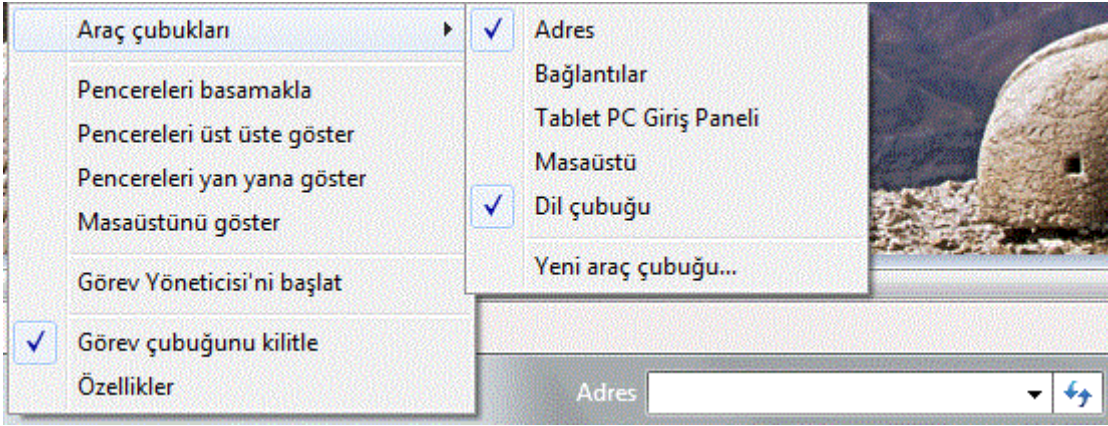 Araç çubukları
Pencereleri basamakla
Pencereleri üst üste göster
Pencereleri yan yana göster
Masaüstünü göster
Görev Yöneticisi'ni başlat
Görev çubuğunu kilitle
Özellikler
Adres
Bağlantılar
Tablet PC Giriş Paneli
Masaüstü
Dil çubuğu
Yeni araç çubuğu...
Adres